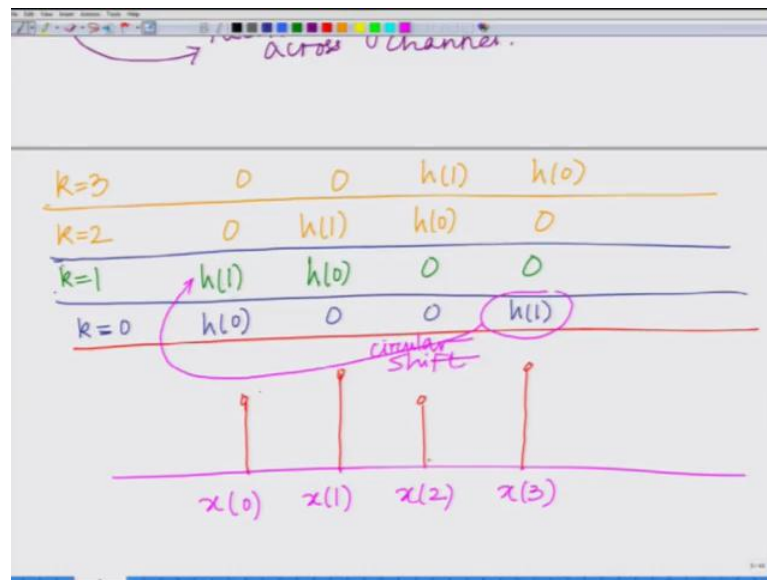 across channel.
k=3 0 0 h(1) h(0)
k=2 0 h(1) h(0) 0
k=1 h(1) h(0) 0 0
k=0 h(0) 0 0 h(1)
circular
shift
x(0) x(1) x(2) x(3)